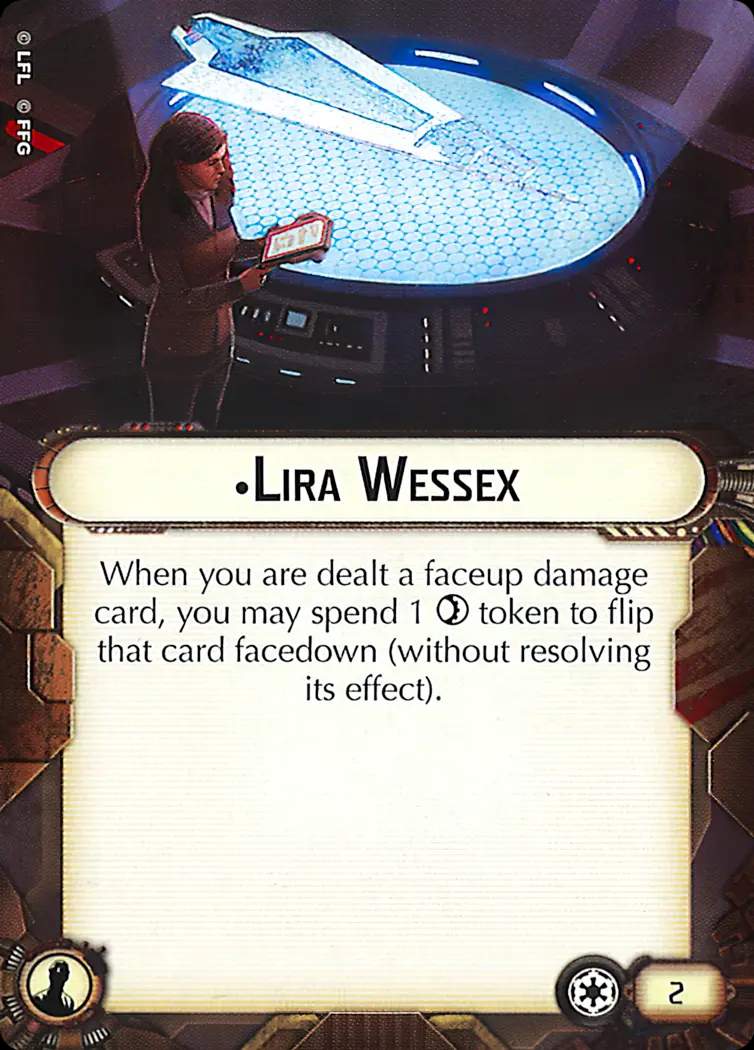 © LFL © FFG
•Lira Wessex
When you are dealt a faceup damage
card, you may spend 1 token to flip
that card facedown (without resolving
its effect).
2